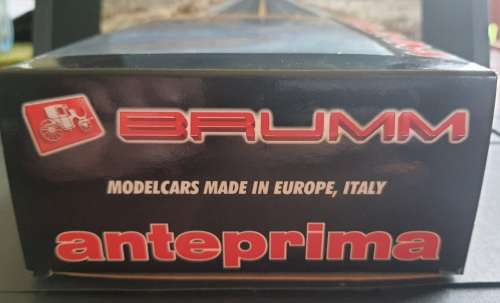 BRUMM
MODELCARS MADE IN EUROPE, ITALY
anteprima